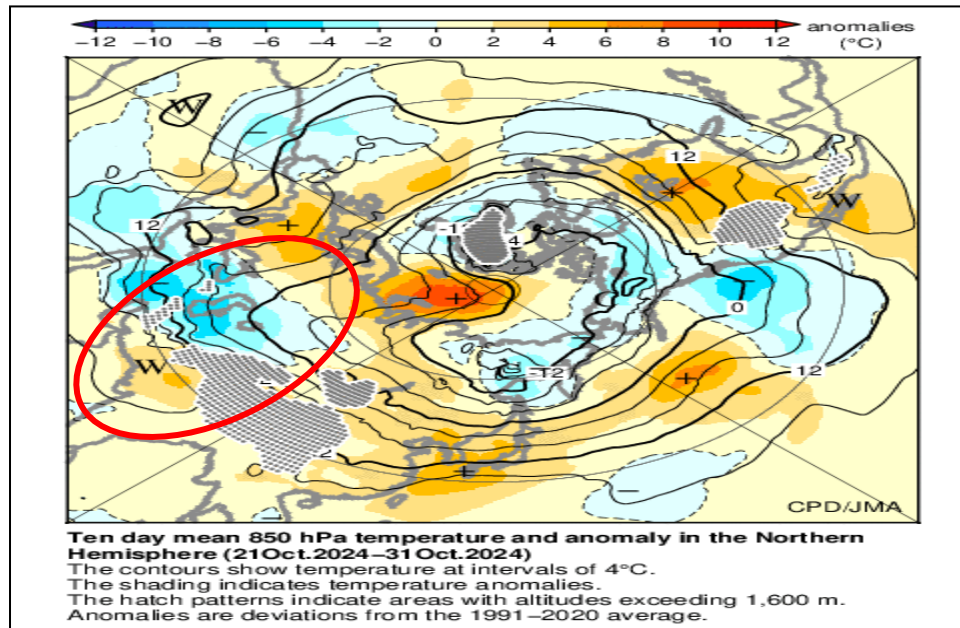 anomalies
−12 −10 −8 −6 −4 −2 0 2 4 6 8 10 12 (°C)
W
12
12
W
-1
4
0
W
-12
12
2
CPD/JMA
Ten day mean 850 hPa temperature and anomaly in the Northern
Hemisphere (21Oct.2024−31Oct.2024)
The contours show temperature at intervals of 4°C.
The shading indicates temperature anomalies.
The hatch patterns indicate areas with altitudes exceeding 1,600 m.
Anomalies are deviations from the 1991−2020 average.